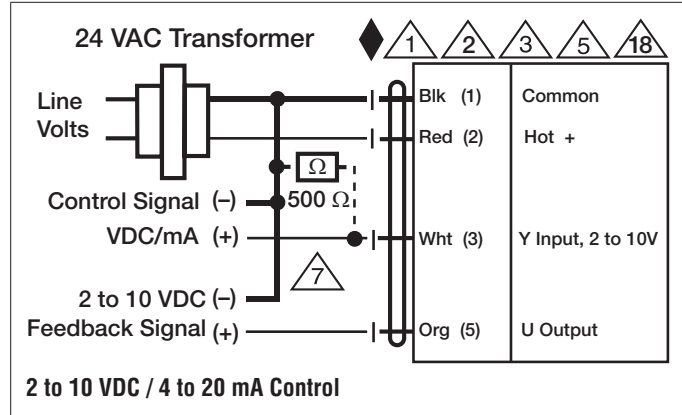 24 VAC Transformer
1 2 3 5 18
Line
Volts
Blk (1) Common
Red (2) Hot +
Ω
500 Ω
Control Signal (–)
VDC/mA (+)
Wht (3) Y Input, 2 to 10V
7
2 to 10 VDC (–)
Feedback Signal (+)
Org (5) U Output
2 to 10 VDC / 4 to 20 mA Control